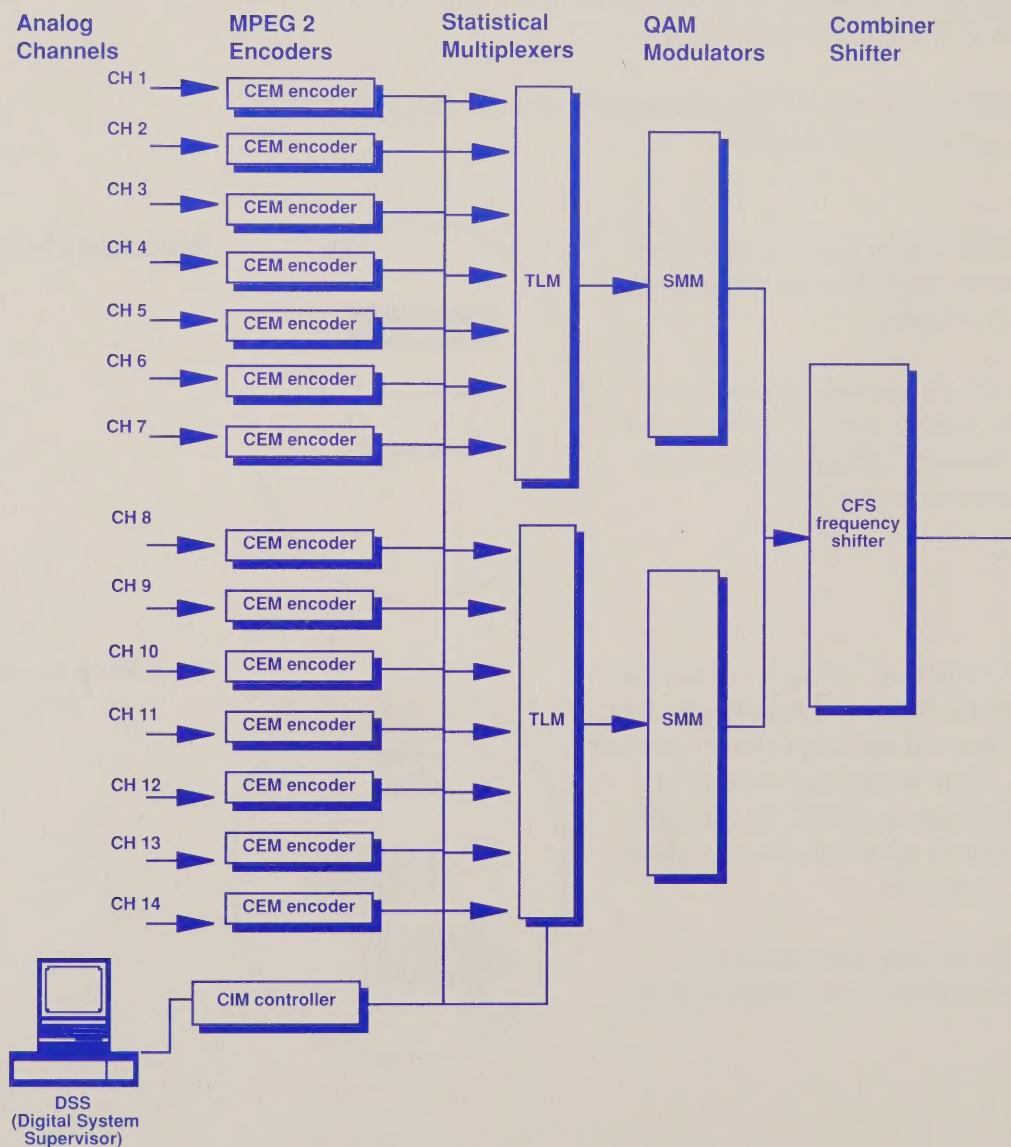 Analog
Channels
MPEG 2
Encoders
Statistical
Multiplexers
QAM
Modulators
Combiner
Shifter
CH 1
CEM encoder
CH 2
CEM encoder
CH 3
CEM encoder
CH 4
CEM encoder
CH 5
CEM encoder
CH 6
CEM encoder
CH 7
CEM encoder
TLM
SMM
CH 8
CEM encoder
CH 9
CEM encoder
CH 10
CEM encoder
CH 11
CEM encoder
CH 12
CEM encoder
CH 13
CEM encoder
CH 14
CEM encoder
TLM
SMM
CFS
frequency
shifter
CIM controller
DSS
(Digital System
Supervisor)